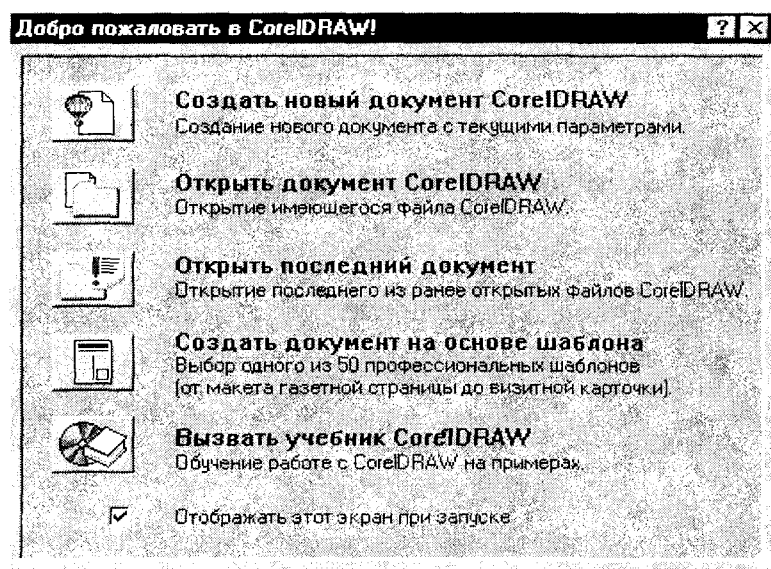 Добро пожаловать в CorelDRAW!
Создать новый документ CorelDRAW
Создание нового документа с текущими параметрами.
Открыть документ CorelDRAW
Открытие имеющегося файла CorelDRAW.
Открыть последний документ
Открытие последнего из ранее открытых файлов CorelDRAW.
Создать документ на основе шаблона
Выбор одного из 50 профессиональных шаблонов
(от макета газетной страницы до визитной карточки).
Вызвать учебник CorelDRAW
Обучение работе с CorelDRAW на примерах.
Отображать этот экран при запуске